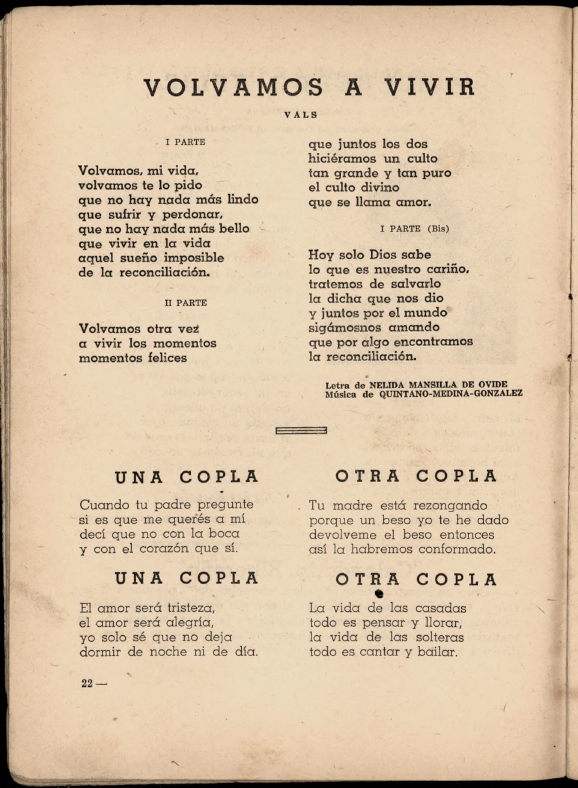 VOLVAMOS A VIVIR
VALS
I PARTE
Volvamos, mi vida,
volvamos te lo pido
que no hay nada más lindo
que sufrir y perdonar,
que no hay nada más bello
que vivir en la vida
aquel sueño imposible
de la reconciliación.
II PARTE
Volvamos otra vez
a vivir los momentos
momentos felices
que juntos los dos
hiciéramos un culto
tan grande y tan puro
el culto divino
que se llama amor.
I PARTE (Bis)
Hoy solo Dios sabe
lo que es nuestro cariño,
tratemos de salvarlo
la dicha que nos dio
y juntos por el mundo
sigámosnos amando
que por algo encontramos
la reconciliación.
Letra de NELIDA MANSILLA DE OVIDE
Música de QUINTANO-MEDINA-GONZALEZ
UNA COPLA
Cuando tu padre pregunte
si es que me querés a mí
decí que no con la boca
y con el corazón que sí.
OTRA COPLA
Tu madre está rezongando
porque un beso yo te he dado
devolveme el beso entonces
así la habremos conformado.
UNA COPLA
El amor será tristeza,
el amor será alegría,
yo solo sé que no deja
dormir de noche ni de día.
OTRA COPLA
La vida de las casadas
todo es pensar y llorar,
la vida de las solteras
todo es cantar y bailar.
22 —